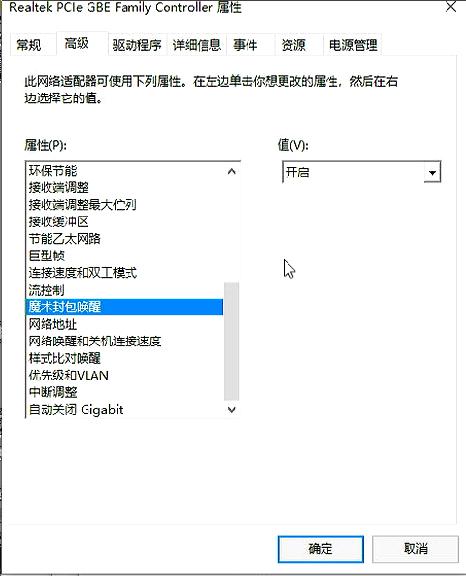 Realtek PCIe GBE Family Controller 属性
常规 高级 驱动程序 详细信息 事件 资源 电源管理
此网络适配器可使用下列属性。在左边单击你想更改的属性，然后在右
边选择它的值。
属性(P):
值(V):
环保节能
开启
接收端调整
接收端调整最大伫列
接收缓冲区
节能乙太网路
巨型帧
连接速度和双工模式
流控制
魔术封包唤醒
网络地址
网络唤醒和关机连接速度
样式比对唤醒
优先级和VLAN
中断调整
自动关闭 Gigabit
确定 取消